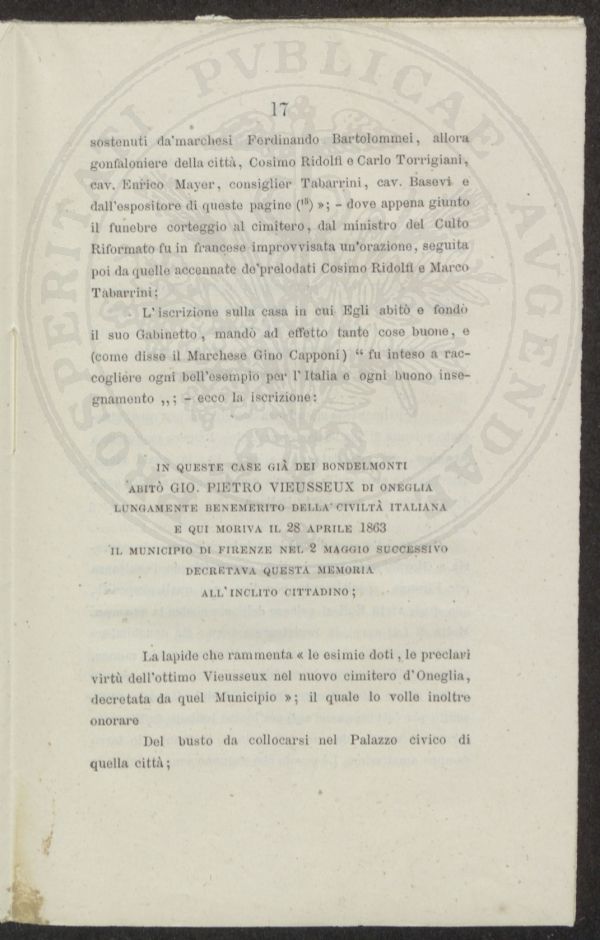 17
sostenuti da'marchesi Ferdinando Bartolommei, allora
gonfaloniere della città, Cosimo Ridolfi e Carlo Torrigiani,
cav. Enrico Mayer, consiglier Tabarrini, cav. Basevi e
dall'espositore di queste pagine (¹⁸) »; – dove appena giunto
il funebre corteggio al cimitero, dal ministro del Culto
Riformato fu in francese improvvisata un'orazione, seguita
poi da quelle accennate de'prelodati Cosimo Ridolfi e Marco
Tabarrini;
L'iscrizione sulla casa in cui Egli abitò e fondò
il suo Gabinetto, mandò ad effetto tante cose buone, e
(come disse il Marchese Gino Capponi) “ fu inteso a rac-
cogliere ogni bell'esempio per l'Italia e ogni buono inse-
gnamento ,,; – ecco la iscrizione:
IN QUESTE CASE GIÀ DEI BONDELMONTI
ABITÒ GIO. PIETRO VIEUSSEUX DI ONEGLIA
LUNGAMENTE BENEMERITO DELLA CIVILTÀ ITALIANA
E QUI MORIVA IL 28 APRILE 1863
IL MUNICIPIO DI FIRENZE NEL 2 MAGGIO SUCCESSIVO
DECRETAVA QUESTA MEMORIA
ALL'INCLITO CITTADINO;
La lapide che rammenta « le esimie doti, le preclari
virtù dell'ottimo Vieusseux nel nuovo cimitero d'Oneglia,
decretata da quel Municipio »; il quale lo volle inoltre
onorare
Del busto da collocarsi nel Palazzo civico di
quella città;
PROSPERITATI PVBLICAE AVGENDAE